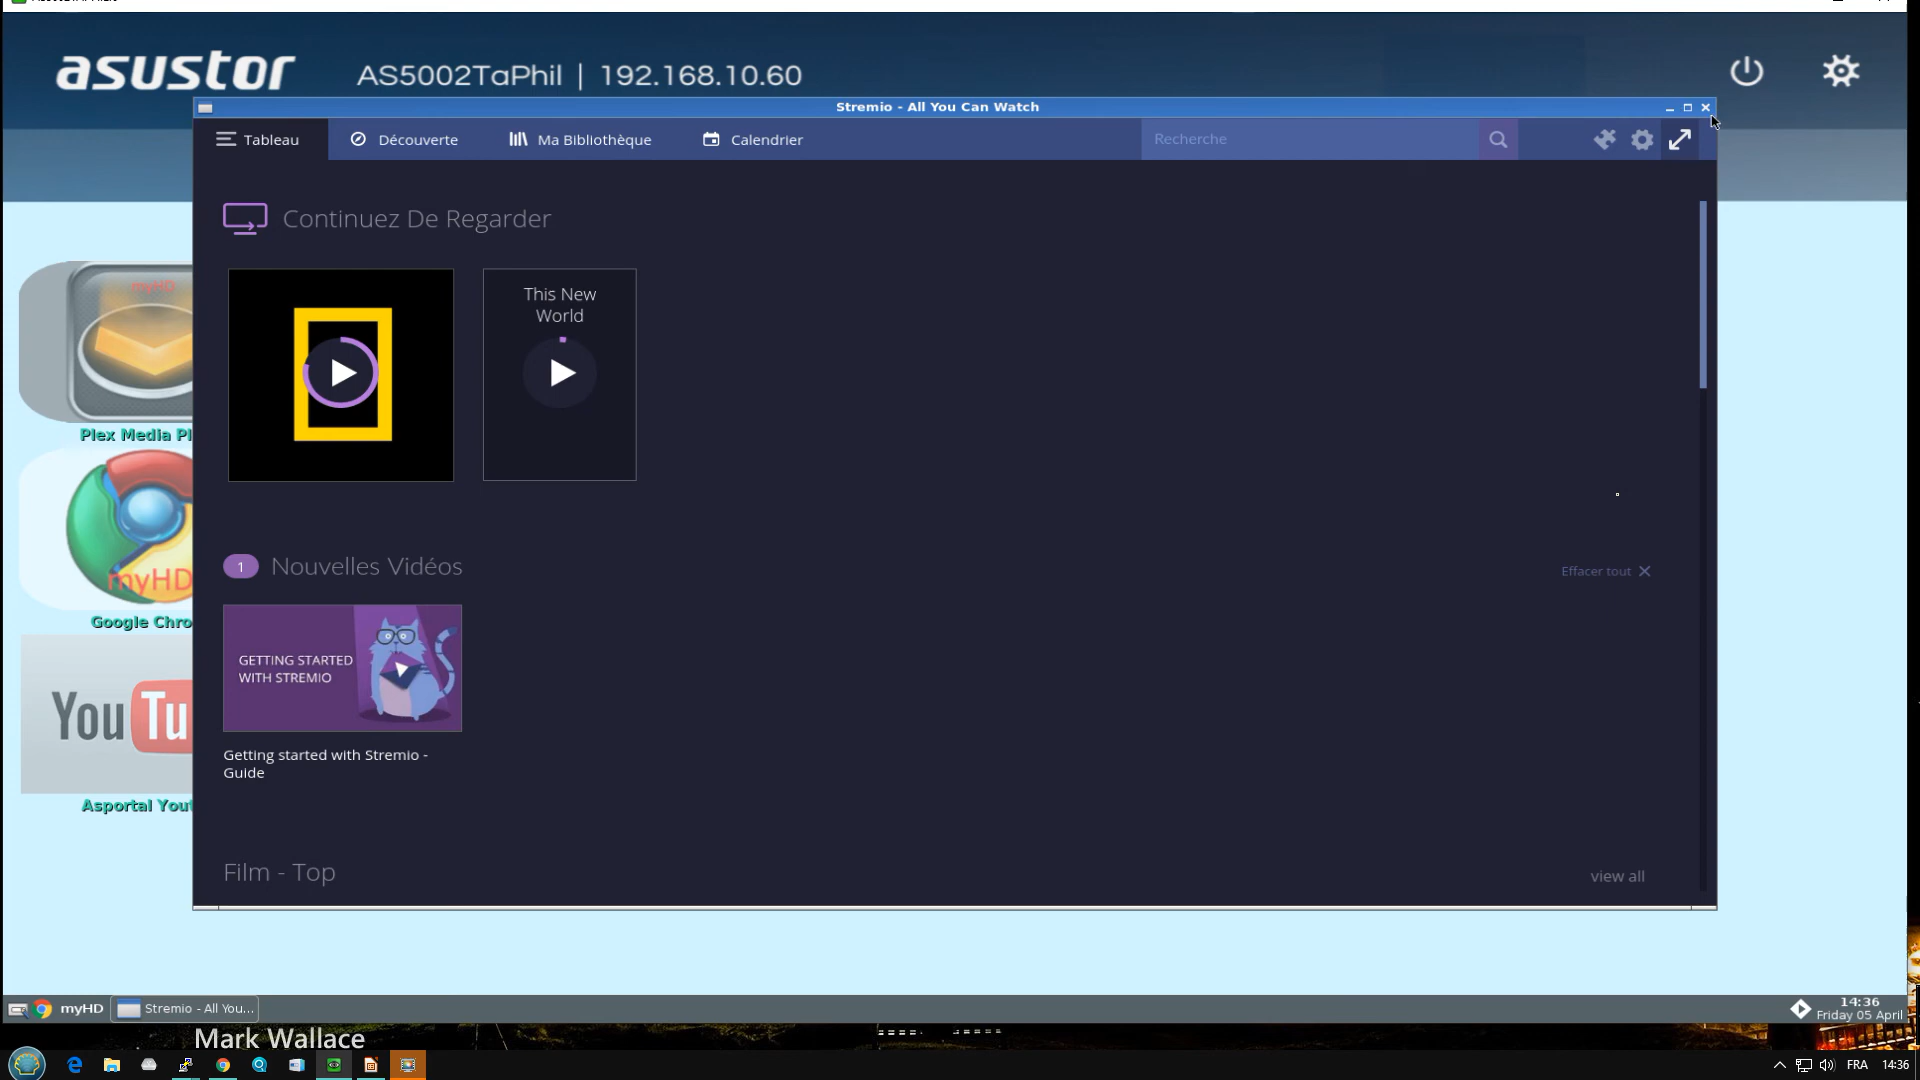 asustor
AS5002TaPhil | 192.168.10.60
Stremio - All You Can Watch
Tableau
Découverte
Ma Bibliothèque
Calendrier
Recherche
Continuez De Regarder
This New
World
myHD
Plex Media Pl
myHD
Google Chro
YouTu
Asportal Yout
1
Nouvelles Vidéos
Effacer tout
GETTING STARTED
WITH STREMIO
Getting started with Stremio -
Guide
Film - Top
view all
myHD
Stremio - All You...
14:36
Friday 05 April
Mark Wallace
FRA
14:36